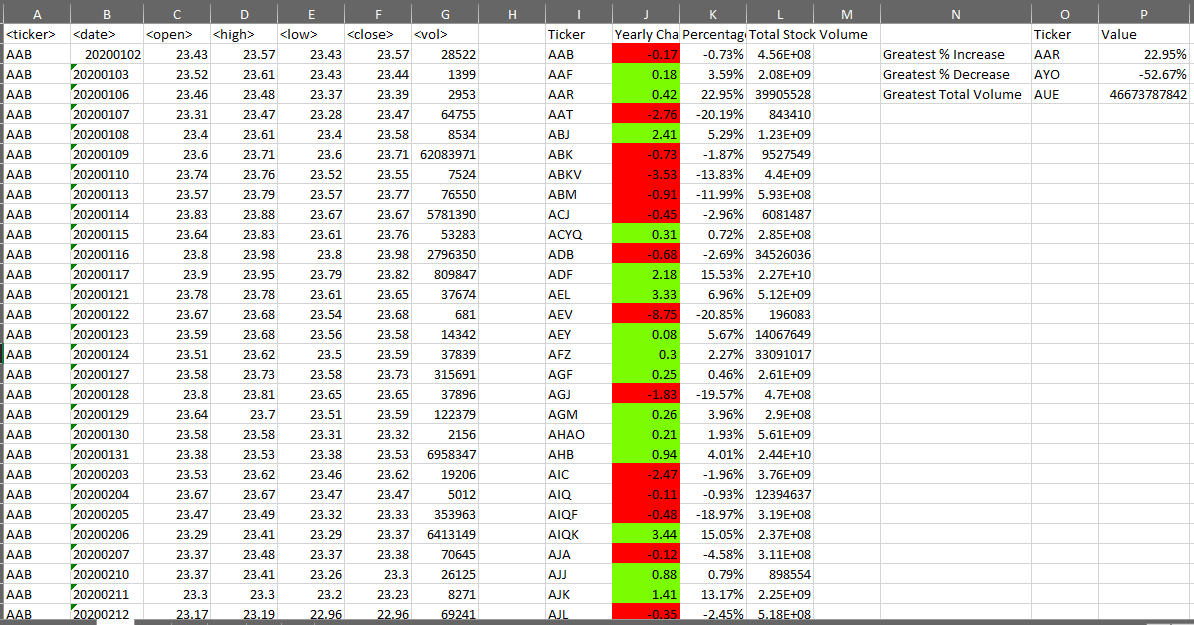 A B C D E F G H I J K L M N O P
<ticker> <date> <open> <high> <low> <close> <vol> Ticker Yearly Cha Percentage Total Stock Volume Ticker Value
AAB 20200102 23.43 23.57 23.43 23.57 28522 AAB -0.17 -0.73% 4.56E+08 Greatest % Increase AAR 22.95%
AAB 20200103 23.52 23.61 23.43 23.44 1399 AAF 0.18 3.59% 2.08E+09 Greatest % Decrease AYO -52.67%
AAB 20200106 23.46 23.48 23.37 23.39 2953 AAR 0.42 22.95% 39905528 Greatest Total Volume AUE 46673787842
AAB 20200107 23.31 23.47 23.28 23.47 64755 AAT -2.76 -20.19% 843410
AAB 20200108 23.4 23.61 23.4 23.58 8534 ABJ 2.41 5.29% 1.23E+09
AAB 20200109 23.6 23.71 23.6 23.71 62083971 ABK -0.73 -1.87% 9527549
AAB 20200110 23.74 23.76 23.52 23.55 7524 ABKV -3.53 -13.83% 4.4E+09
AAB 20200113 23.57 23.79 23.57 23.77 76550 ABM -0.91 -11.99% 5.93E+08
AAB 20200114 23.83 23.88 23.67 23.67 5781390 ACJ -0.45 -2.96% 6081487
AAB 20200115 23.64 23.83 23.61 23.76 53283 ACYQ 0.31 0.72% 2.85E+08
AAB 20200116 23.8 23.98 23.8 23.98 2796350 ADB -0.68 -2.69% 34526036
AAB 20200117 23.9 23.95 23.79 23.82 809847 ADF 2.18 15.53% 2.27E+10
AAB 20200121 23.78 23.78 23.61 23.65 37674 AEL 3.33 6.96% 5.12E+09
AAB 20200122 23.67 23.68 23.54 23.68 681 AEV -8.75 -20.85% 196083
AAB 20200123 23.59 23.68 23.56 23.58 14342 AEY 0.08 5.67% 14067649
AAB 20200124 23.51 23.62 23.5 23.59 37839 AFZ 0.3 2.27% 33091017
AAB 20200127 23.58 23.73 23.58 23.73 315691 AGF 0.25 0.46% 2.61E+09
AAB 20200128 23.8 23.81 23.65 23.65 37896 AGJ -1.83 -19.57% 4.7E+08
AAB 20200129 23.64 23.7 23.51 23.59 122379 AGM 0.26 3.96% 2.9E+08
AAB 20200130 23.58 23.58 23.31 23.32 2156 AHAO 0.21 1.93% 5.61E+09
AAB 20200131 23.38 23.53 23.38 23.53 6958347 AHB 0.94 4.01% 2.44E+10
AAB 20200203 23.53 23.62 23.46 23.62 19206 AIC -2.47 -1.96% 3.76E+09
AAB 20200204 23.67 23.67 23.47 23.47 5012 AIQ -0.11 -0.93% 12394637
AAB 20200205 23.47 23.49 23.32 23.33 353963 AIQF -0.48 -18.97% 3.19E+08
AAB 20200206 23.29 23.41 23.29 23.37 6413149 AIQK 3.44 15.05% 2.37E+08
AAB 20200207 23.37 23.48 23.37 23.38 70645 AJA -0.12 -4.58% 3.11E+08
AAB 20200210 23.37 23.41 23.26 23.3 26125 AJJ 0.88 0.79% 898554
AAB 20200211 23.3 23.3 23.2 23.23 8271 AJK 1.41 13.17% 2.25E+09
AAB 20200212 23.17 23.19 22.96 22.96 69241 AJL -0.35 -2.45% 5.18E+08